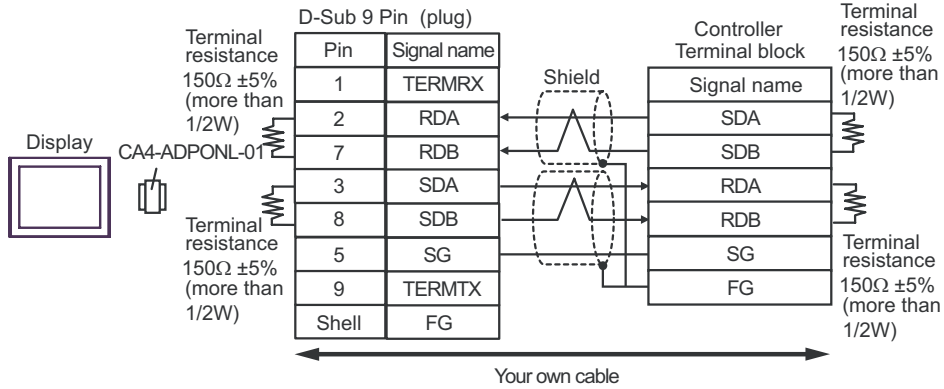 D-Sub 9 Pin (plug)
Terminal
resistance
150Ω ±5%
(more than
1/2W)
Display
CA4-ADPONL-01
Terminal
resistance
150Ω ±5%
(more than
1/2W)
Pin Signal name
1 TERMRX
2 RDA
7 RDB
3 SDA
8 SDB
5 SG
9 TERMTX
Shell FG
Shield
Controller
Terminal block
Signal name
SDA
SDB
RDA
RDB
SG
FG
Terminal
resistance
150Ω ±5%
(more than
1/2W)
Terminal
resistance
150Ω ±5%
(more than
1/2W)
Your own cable